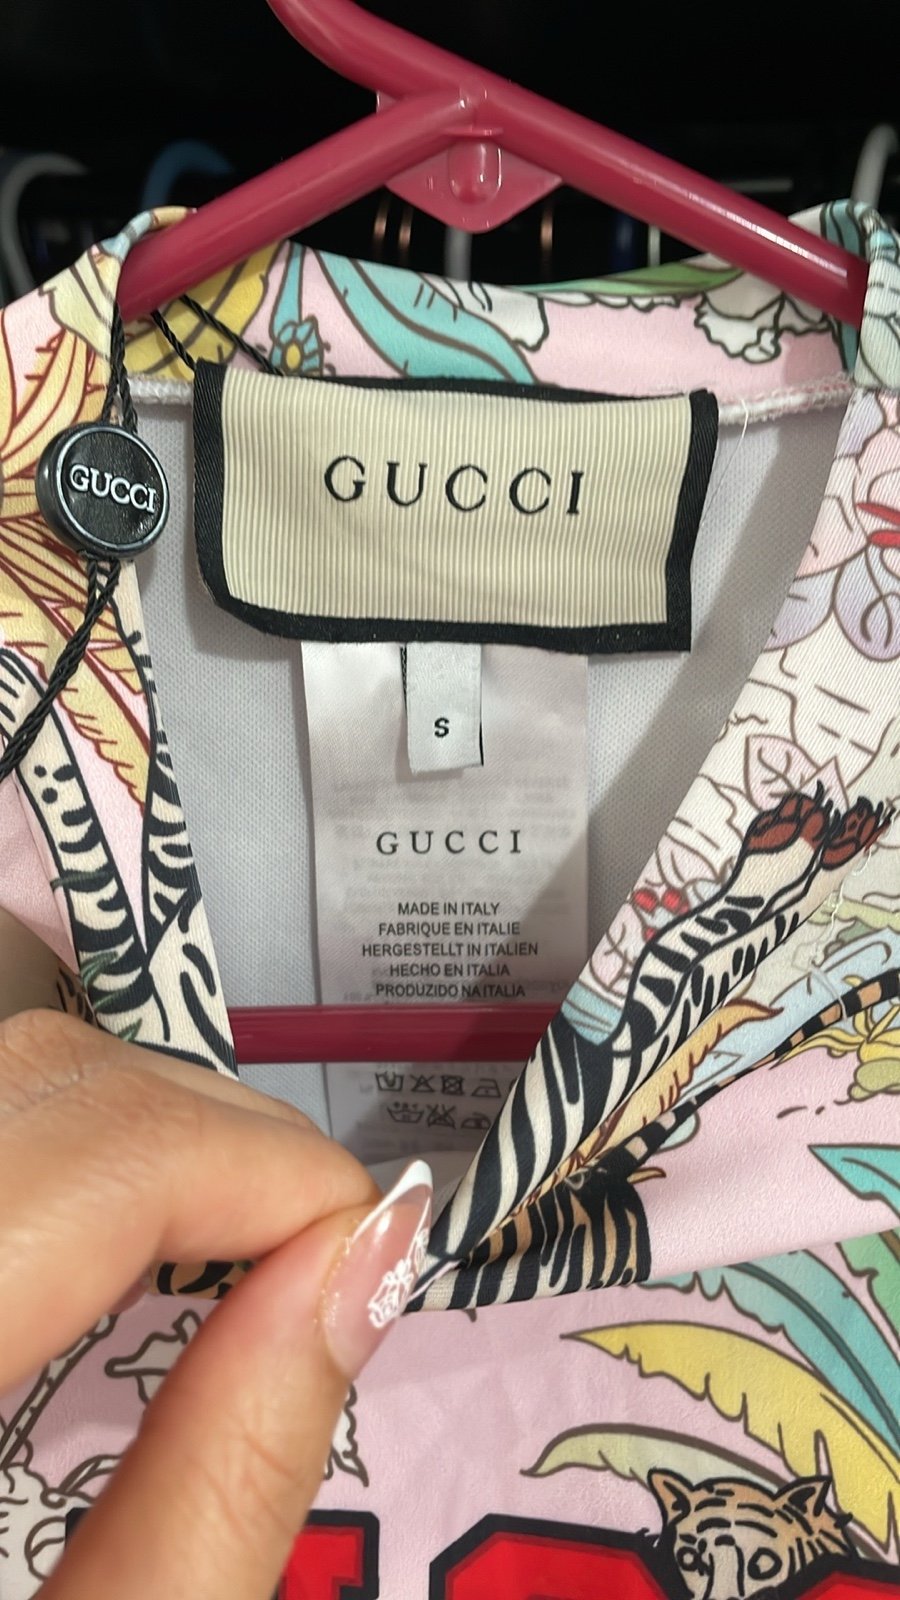 GUCCI
GUCCI
S
GUCCI
MADE IN ITALY
FABRIQUE EN ITALIE
HERGESTELLT IN ITALIEN
HECHO EN ITALIA
PRODUZIDO NA ITALIA